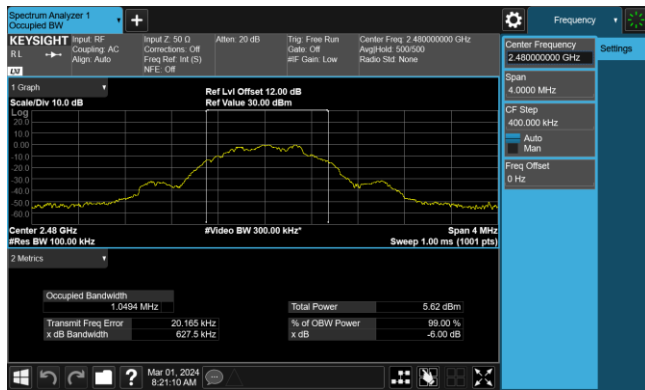 Spectrum Analyzer 1
Occupied BW
Frequency
KEYSIGHT
R L
LXI
Input: RF
Coupling: AC
Align: Auto
Input Z: 50 Ω
Corrections: Off
Freq Ref: Int (S)
NFE: Off
Atten: 20 dB
Trig: Free Run
Gate: Off
#IF Gain: Low
Center Freq: 2.480000000 GHz
Avg|Hold: 500/500
Radio Std: None
Center Frequency
2.480000000 GHz
Settings
Span
4.0000 MHz
CF Step
400.000 kHz
Auto
Man
Freq Offset
0 Hz
1 Graph
Scale/Div 10.0 dB
Ref Lvl Offset 12.00 dB
Ref Value 30.00 dBm
Log
20.0
10.0
0.00
-10.0
-20.0
-30.0
-40.0
-50.0
-60.0
Center 2.48 GHz
#Res BW 100.00 kHz
#Video BW 300.00 kHz*
Span 4 MHz
Sweep 1.00 ms (1001 pts)
2 Metrics
Occupied Bandwidth
1.0494 MHz
Total Power 5.62 dBm
Transmit Freq Error 20.165 kHz
% of OBW Power 99.00 %
x dB Bandwidth 627.5 kHz
x dB -6.00 dB
?
Mar 01, 2024
8:21:10 AM